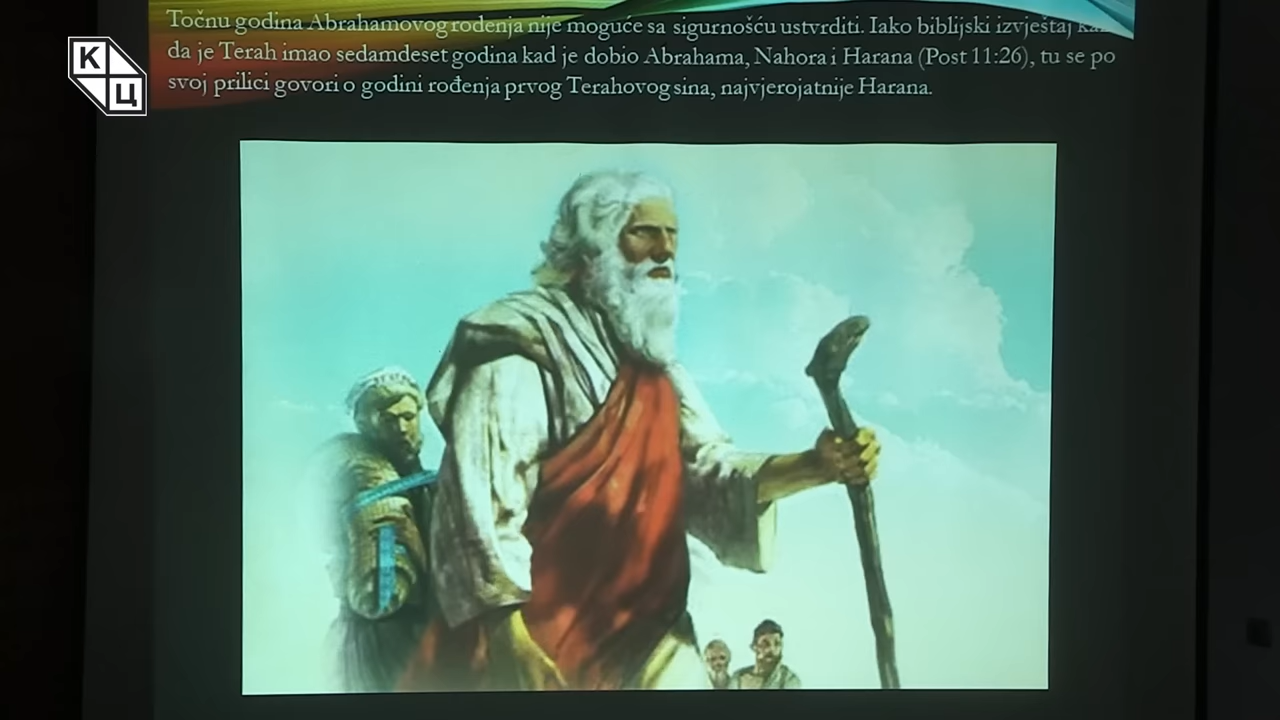 Točnu godina Abrahamovog rođenja nije moguće sa sigurnošću ustvrditi. Iako biblijski izvještaj
da je Terah imao sedamdeset godina kad je dobio Abrahama, Nahora i Harana (Post 11:26), tu se po
svoj prilici govori o godini rođenja prvog Terahovog sina, najvjerojatnije Harana.
К
Ц